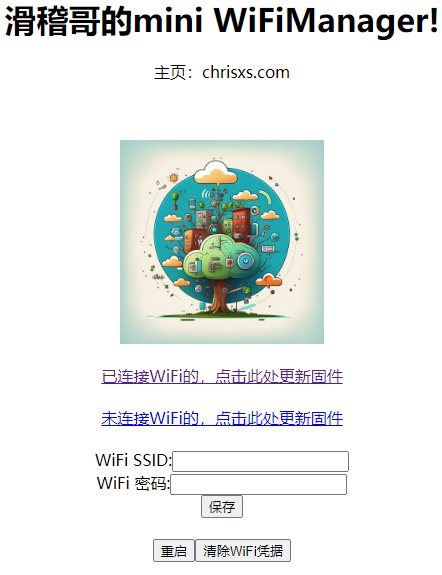 滑稽哥的mini WiFiManager!
主页：chrisxs.com
已连接WiFi的，点击此处更新固件
未连接WiFi的，点击此处更新固件
WiFi SSID:
WiFi 密码:
保存
重启 清除WiFi凭据